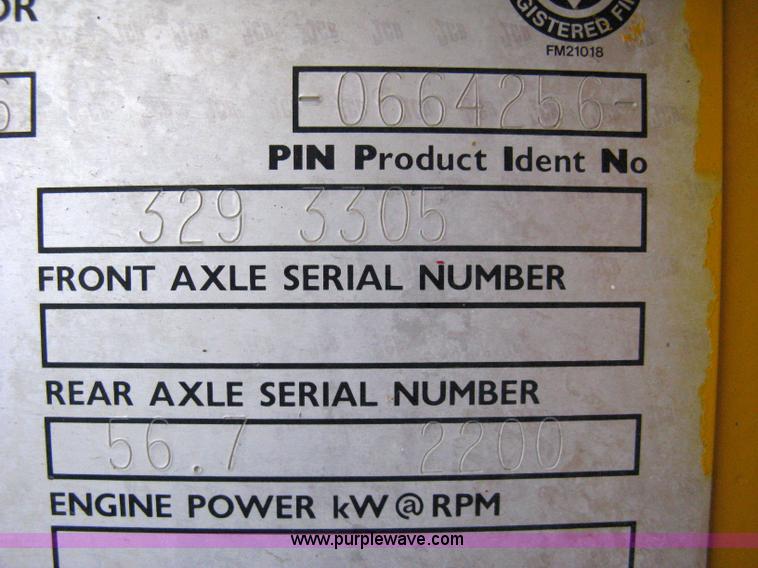 OR
GISTERED FI
FM21018
-0664256-
PIN Product Ident No
329 3305
FRONT AXLE SERIAL NUMBER
REAR AXLE SERIAL NUMBER
56.7 2200
ENGINE POWER kW @ RPM
www.purplewave.com